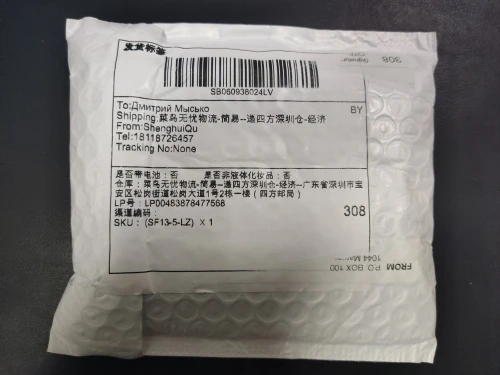 发货标签
308
SB060936024LV
To:Дмитрий Мысько
BY
Shipping:菜鸟无忧物流-简易--递四方深圳仓-经济
From:ShenghuiQu
Tel:18118726457
Tracking No:None
是否带电池：否 是否非液体化妆品：否
仓库：菜鸟无忧物流-简易--递四方深圳仓-经济--广东省深圳市宝
安区松岗街道松岗大道1号2栋一楼（四方邮局）
LP号：LP00483878477568
渠道编码：
308
SKU：(SF13-5-LZ) X 1
FROM P.O. BOX 100
1044